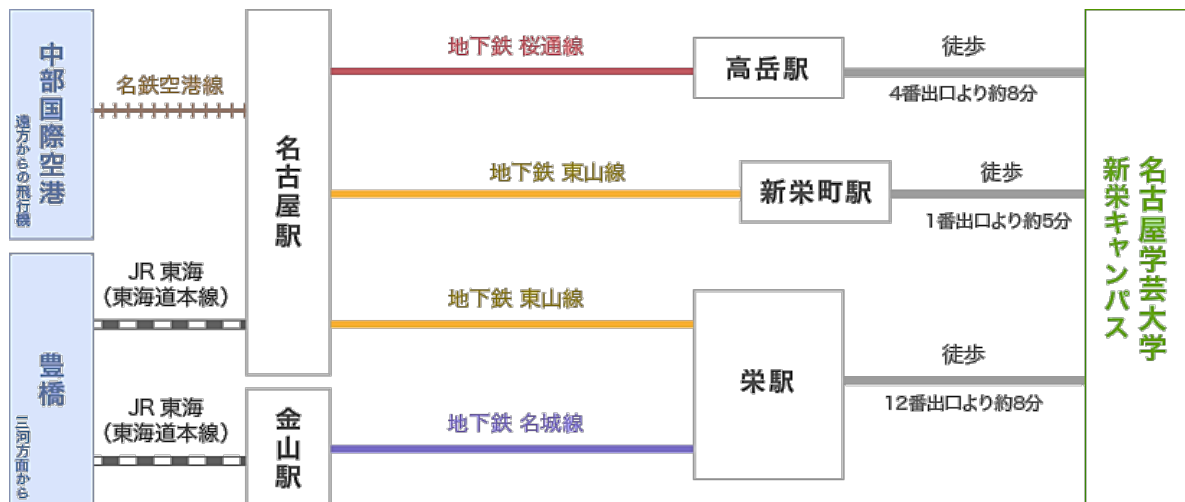 中部国際空港
遠方からの飛行機
名鉄空港線
名古屋駅
地下鉄 桜通線
高岳駅
徒歩
4番出口より約8分
地下鉄 東山線
新栄町駅
徒歩
1番出口より約5分
名古屋学芸大学
新栄キャンパス
豊橋
三河方面から
JR 東海
（東海道本線）
地下鉄 東山線
栄駅
徒歩
12番出口より約8分
JR 東海
（東海道本線）
金山駅
地下鉄 名城線